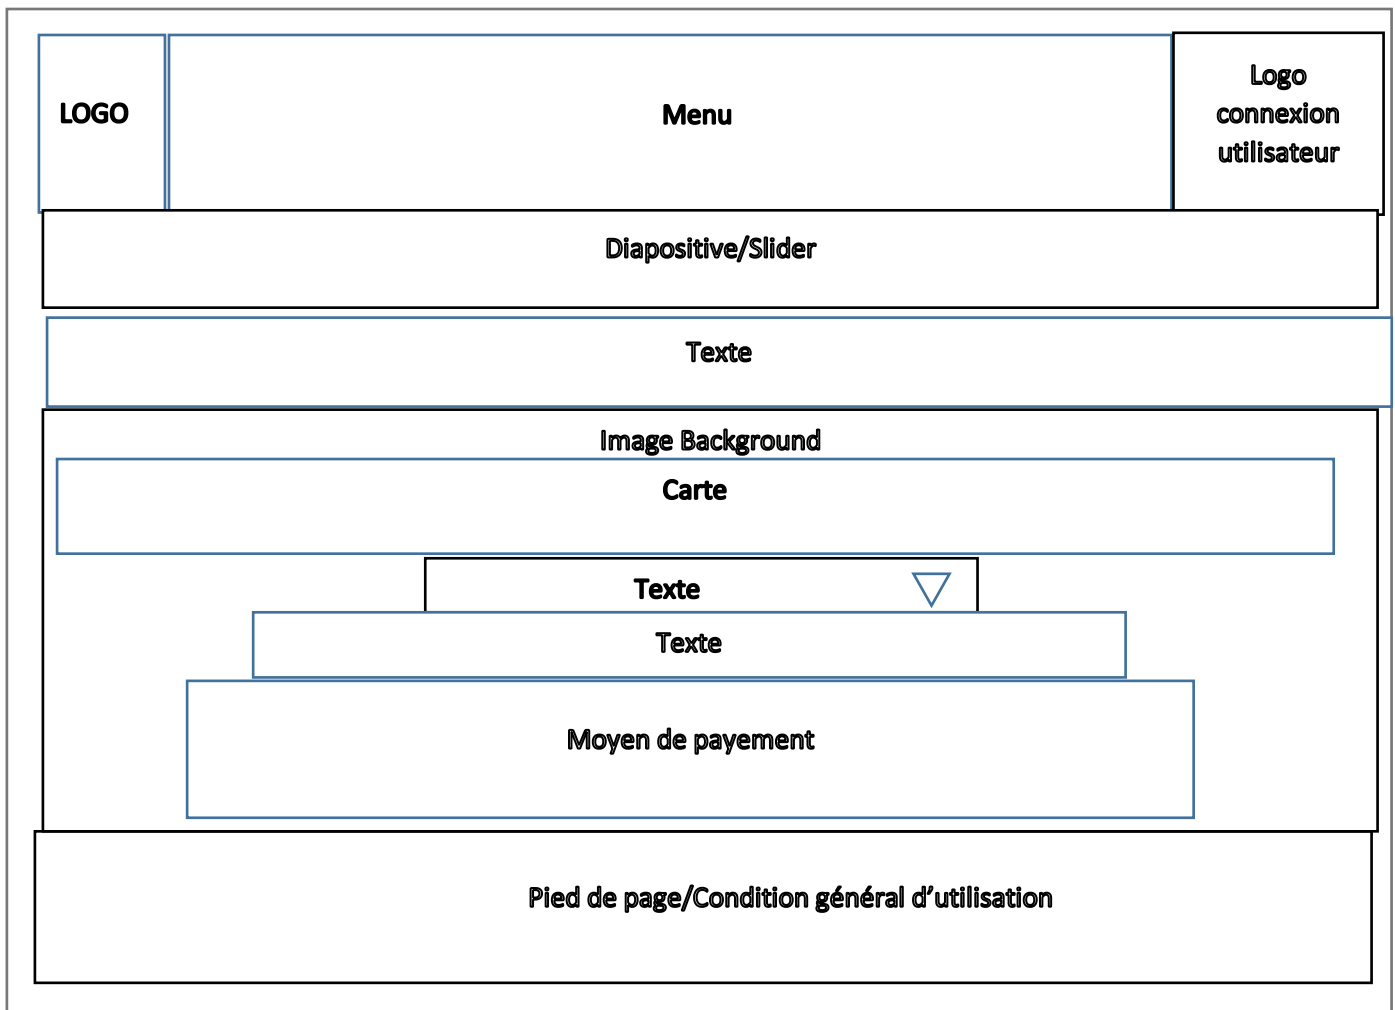 LOGO
Menu
Logo
connexion
utilisateur
Diapositive/Slider
Texte
Image Background
Carte
Texte
Texte
Moyen de payement
Pied de page/Condition général d’utilisation